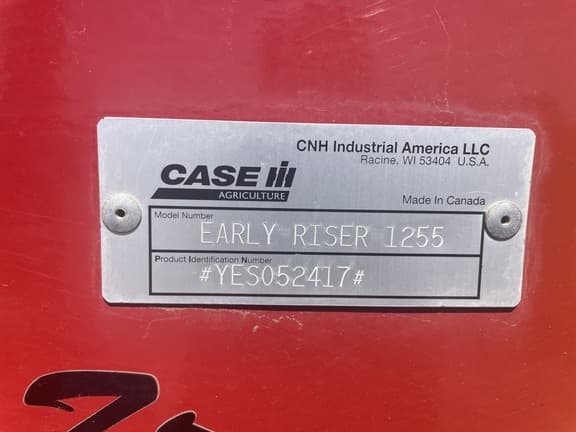 CNH Industrial America LLC
Racine, WI 53404 U.S.A.
CASE IH
AGRICULTURE
Made in Canada
Model Number
EARLY RISER 1255
Product Identification Number
#YES052417#